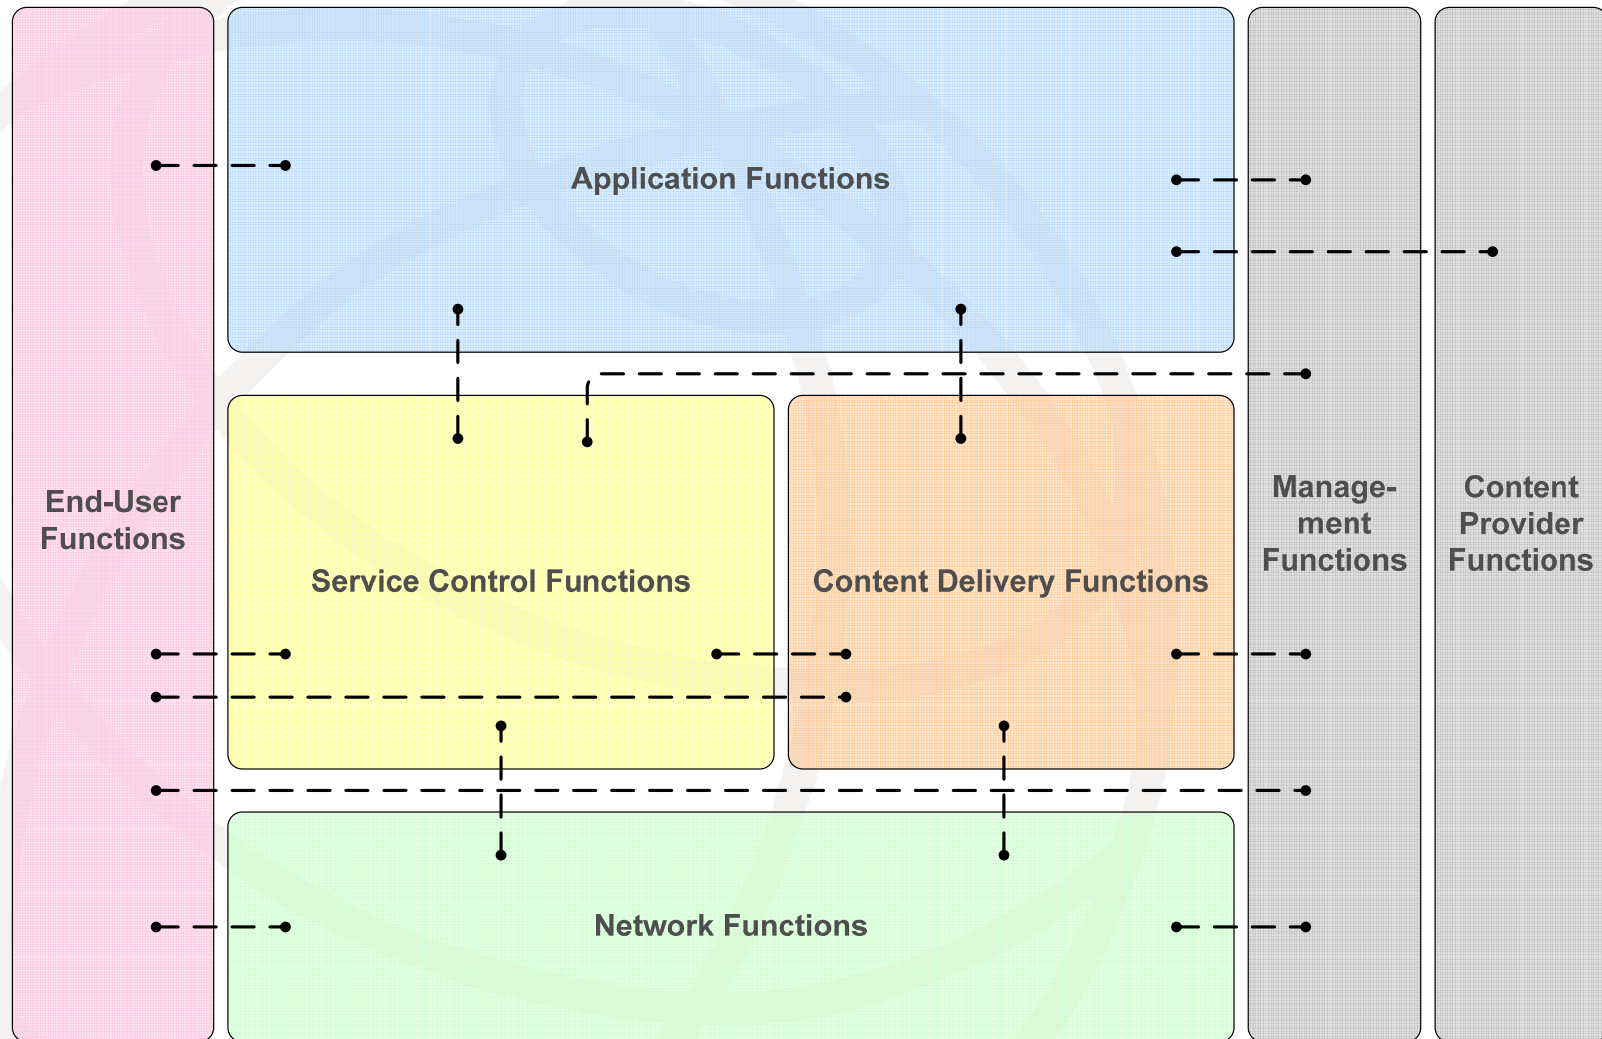 Application Functions
End-User
Functions
Service Control Functions
Content Delivery Functions
Manage-
ment
Functions
Content
Provider
Functions
Network Functions